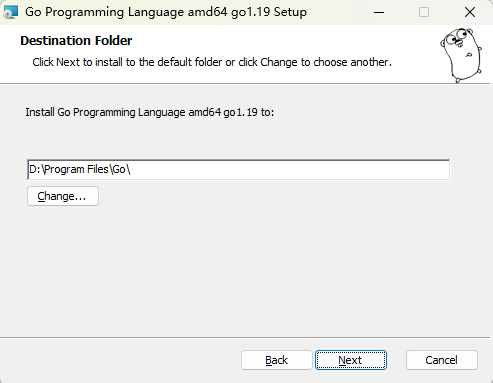 Go Programming Language amd64 go1.19 Setup
Destination Folder
Click Next to install to the default folder or click Change to choose another.
Install Go Programming Language amd64 go1.19 to:
D:\Program Files\Go\
Change...
Back
Next
Cancel